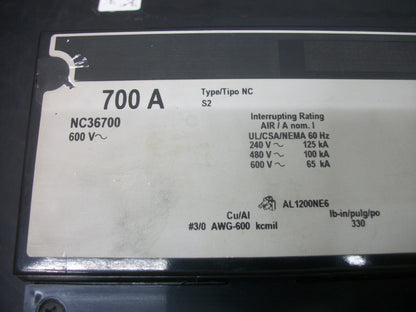 700 A
Type/Tipo NC
S2
NC36700
600 V~
Interrupting Rating
AIR / A nom. I
UL/CSA/NEMA 60 Hz
240 V~ 125 kA
480 V~ 100 kA
600 V~ 65 kA
AL1200NE6
Cu/Al lb-in/pulg/po
#3/0 AWG-600 kcmil 330